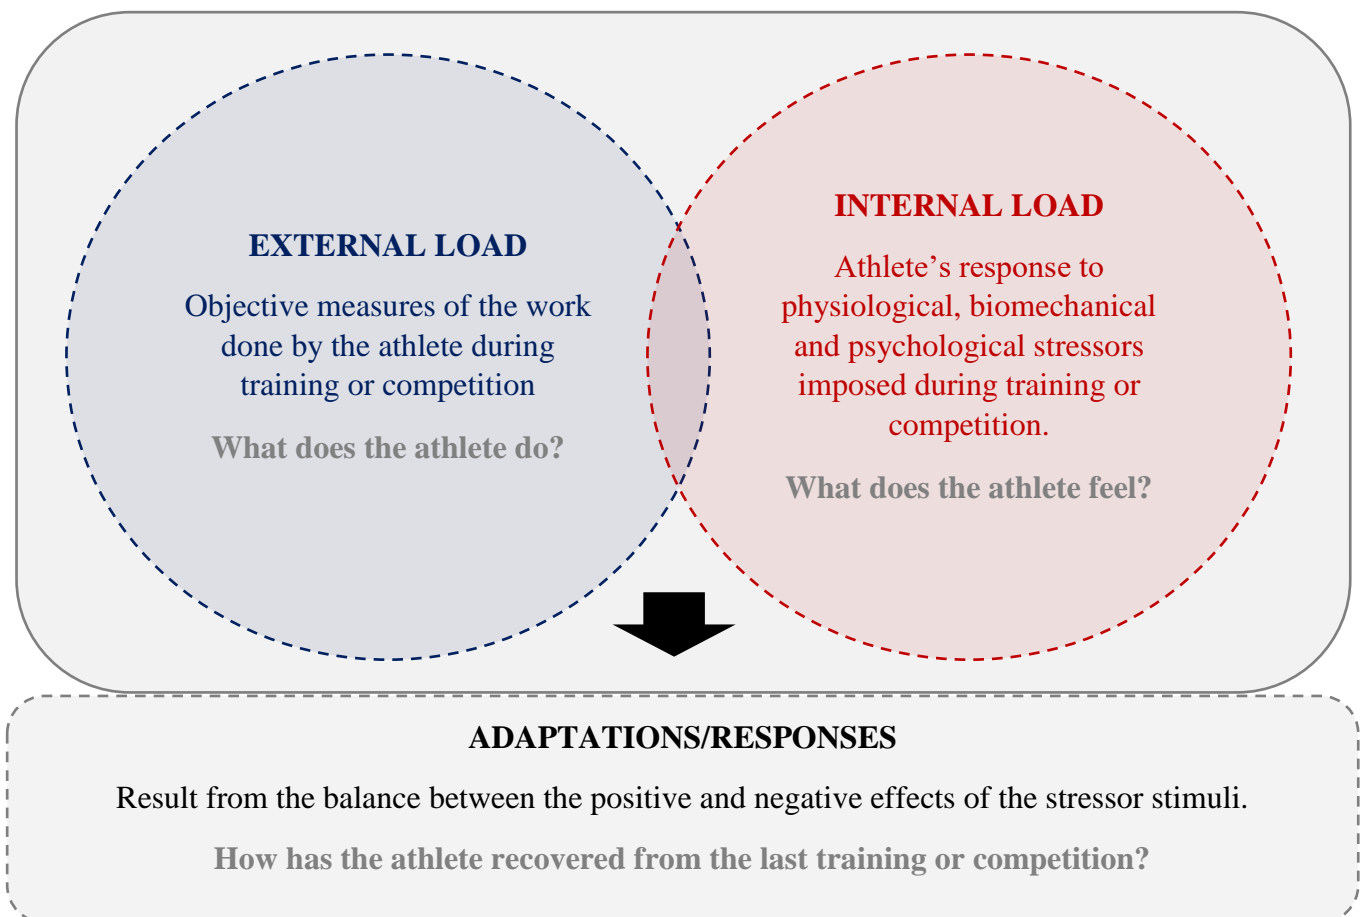 EXTERNAL LOAD
Objective measures of the work
done by the athlete during
training or competition
What does the athlete do?
INTERNAL LOAD
Athlete’s response to
physiological, biomechanical
and psychological stressors
imposed during training or
competition.
What does the athlete feel?
ADAPTATIONS/RESPONSES
Result from the balance between the positive and negative effects of the stressor stimuli.
How has the athlete recovered from the last training or competition?